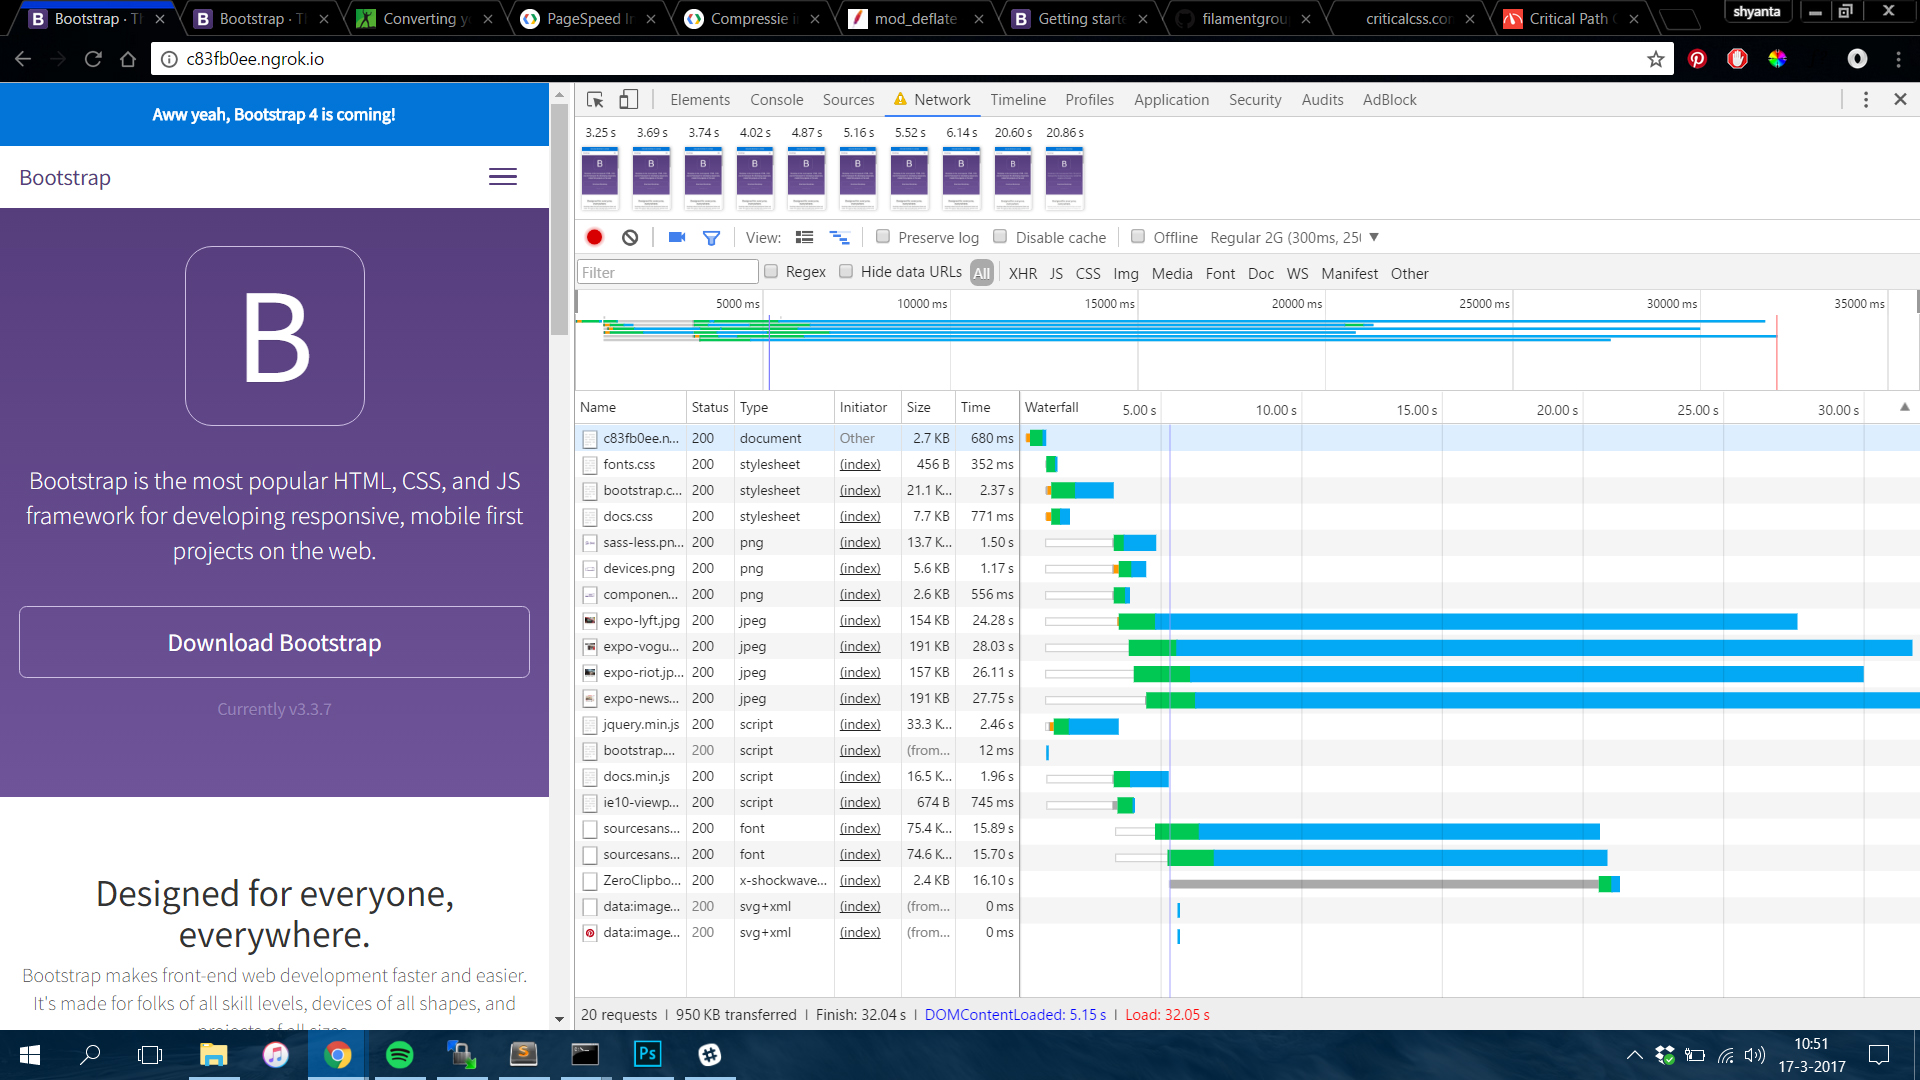 Bootstrap · Th
Bootstrap · Th
Converting yo
PageSpeed In
Compressie in
mod_deflate
Getting starte
filamentgrou
criticalcss.com
Critical Path C
shyanta
c83fb0ee.ngrok.io
Aww yeah, Bootstrap 4 is coming!
Bootstrap
B
Bootstrap is the most popular HTML, CSS, and JS
framework for developing responsive, mobile first
projects on the web.
Download Bootstrap
Currently v3.3.7
Designed for everyone,
everywhere.
Bootstrap makes front-end web development faster and easier.
It's made for folks of all skill levels, devices of all shapes, and
projects of all sizes.
Elements Console Sources Network Timeline Profiles Application Security Audits AdBlock
3.25 s 3.69 s 3.74 s 4.02 s 4.87 s 5.16 s 5.52 s 6.14 s 20.60 s 20.86 s
View: Preserve log Disable cache Offline Regular 2G (300ms, 25
Filter Regex Hide data URLs All XHR JS CSS Img Media Font Doc WS Manifest Other
5000 ms 10000 ms 15000 ms 20000 ms 25000 ms 30000 ms 35000 ms
Name Status Type Initiator Size Time Waterfall 5.00 s 10.00 s 15.00 s 20.00 s 25.00 s 30.00 s
c83fb0ee.n... 200 document Other 2.7 KB 680 ms
fonts.css 200 stylesheet (index) 456 B 352 ms
bootstrap.c... 200 stylesheet (index) 21.1 K... 2.37 s
docs.css 200 stylesheet (index) 7.7 KB 771 ms
sass-less.pn... 200 png (index) 13.7 K... 1.50 s
devices.png 200 png (index) 5.6 KB 1.17 s
componen... 200 png (index) 2.6 KB 556 ms
expo-lyft.jpg 200 jpeg (index) 154 KB 24.28 s
expo-vogu... 200 jpeg (index) 191 KB 28.03 s
expo-riot.jp... 200 jpeg (index) 157 KB 26.11 s
expo-news... 200 jpeg (index) 191 KB 27.75 s
jquery.min.js 200 script (index) 33.3 K... 2.46 s
bootstrap.... 200 script (index) (from... 12 ms
docs.min.js 200 script (index) 16.5 K... 1.96 s
ie10-viewp... 200 script (index) 674 B 745 ms
sourcesans... 200 font (index) 75.4 K... 15.89 s
sourcesans... 200 font (index) 74.6 K... 15.70 s
ZeroClipbo... 200 x-shockwave... (index) 2.4 KB 16.10 s
data:image... 200 svg+xml (index) (from... 0 ms
data:image... 200 svg+xml (index) (from... 0 ms
20 requests | 950 KB transferred | Finish: 32.04 s | DOMContentLoaded: 5.15 s | Load: 32.05 s
Ps
10:51
17-3-2017